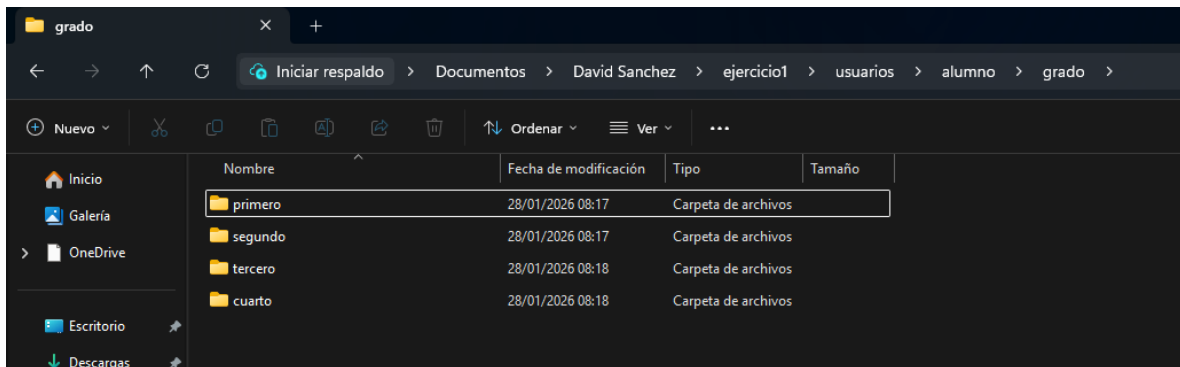 grado
Iniciar respaldo > Documentos > David Sanchez > ejercicio1 > usuarios > alumno > grado >
Nuevo Ordenar Ver ...
Inicio
Galería
OneDrive
Escritorio
Descargas
Nombre Fecha de modificación Tipo Tamaño
primero 28/01/2026 08:17 Carpeta de archivos
segundo 28/01/2026 08:17 Carpeta de archivos
tercero 28/01/2026 08:18 Carpeta de archivos
cuarto 28/01/2026 08:18 Carpeta de archivos